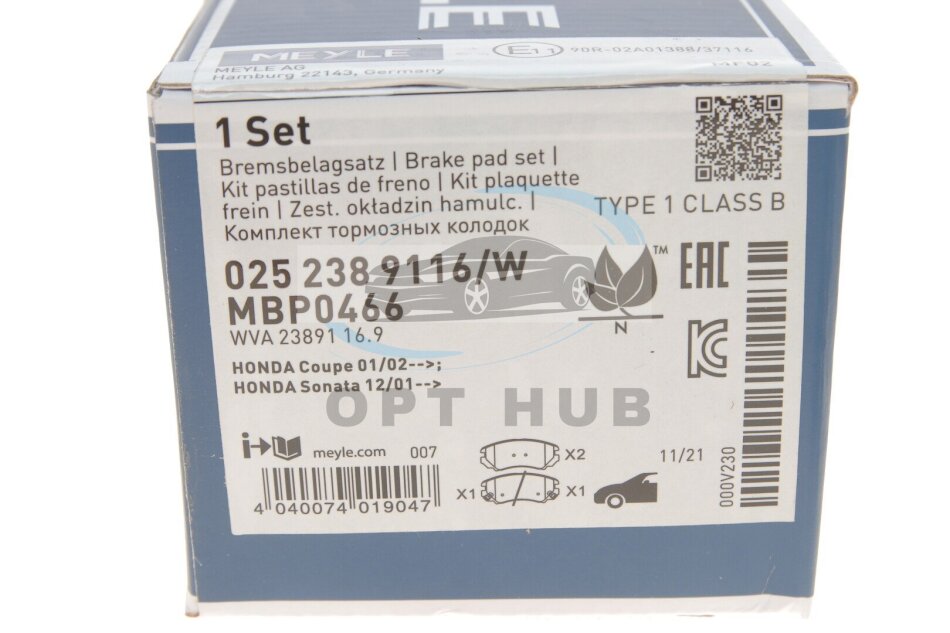 MEYLE
MEYLE AG
Hamburg 22143, Germany
E11 90R-02A01388/37116
MF02
1 Set
Bremsbelagsatz | Brake pad set |
Kit pastillas de freno | Kit plaquette
frein | Zest. okładzin hamulc. |
Комплект тормозных колодок
TYPE 1 CLASS B
025 238 9116/W
MBP0466
WVA 23891 16.9
HONDA Coupe 01/02-->;
HONDA Sonata 12/01-->
™
N
EAC
OPT HUB
meyle.com 007
X2
X1
X1
11/21
4 040074 019047
000V230